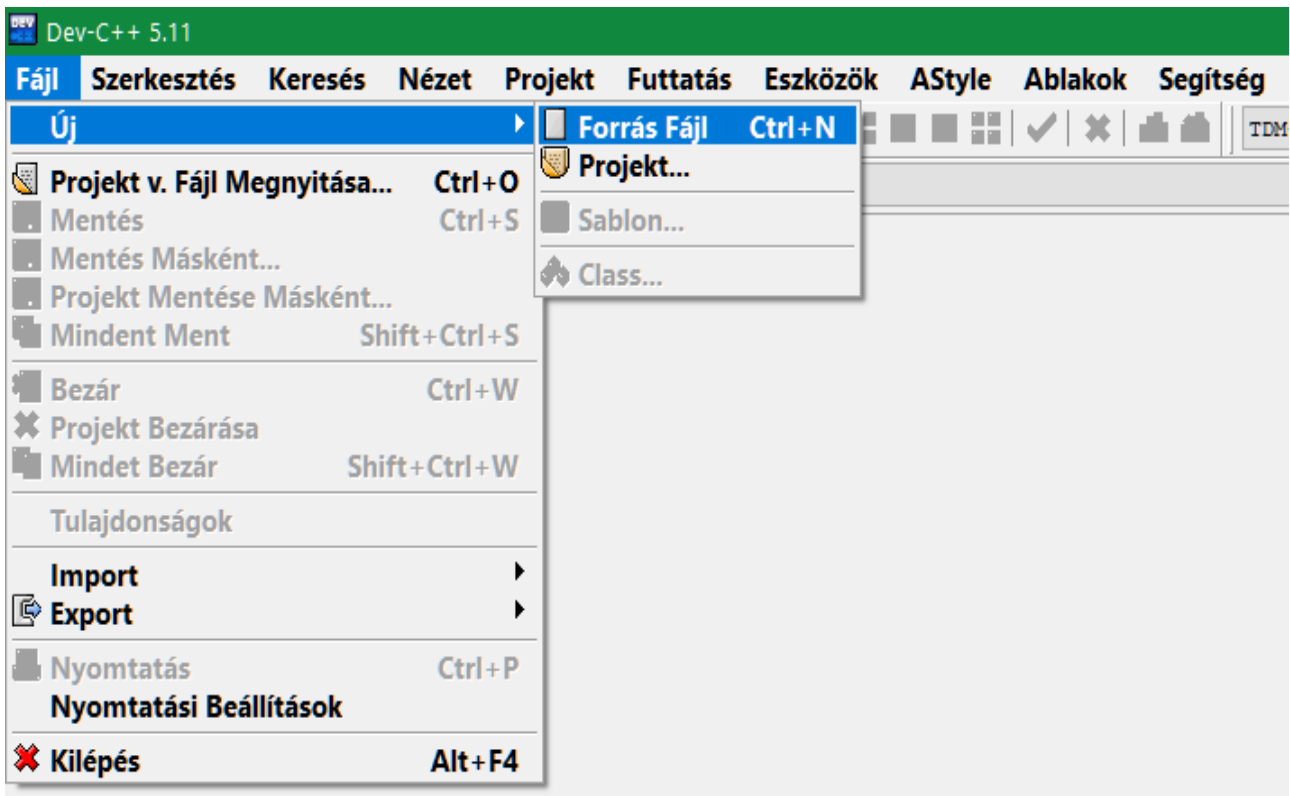 Dev-C++ 5.11
Fájl Szerkesztés Keresés Nézet Projekt Futtatás Eszközök AStyle Ablakok Segítség
Új
Projekt v. Fájl Megnyitása... Ctrl+O
Mentés Ctrl+S
Mentés Másként...
Projekt Mentése Másként...
Mindent Ment Shift+Ctrl+S
Bezár Ctrl+W
Projekt Bezárása
Mindet Bezár Shift+Ctrl+W
Tulajdonságok
Import
Export
Nyomtatás Ctrl+P
Nyomtatási Beállítások
Kilépés Alt+F4
Forrás Fájl Ctrl+N
Projekt...
Sablon...
Class...
TDM